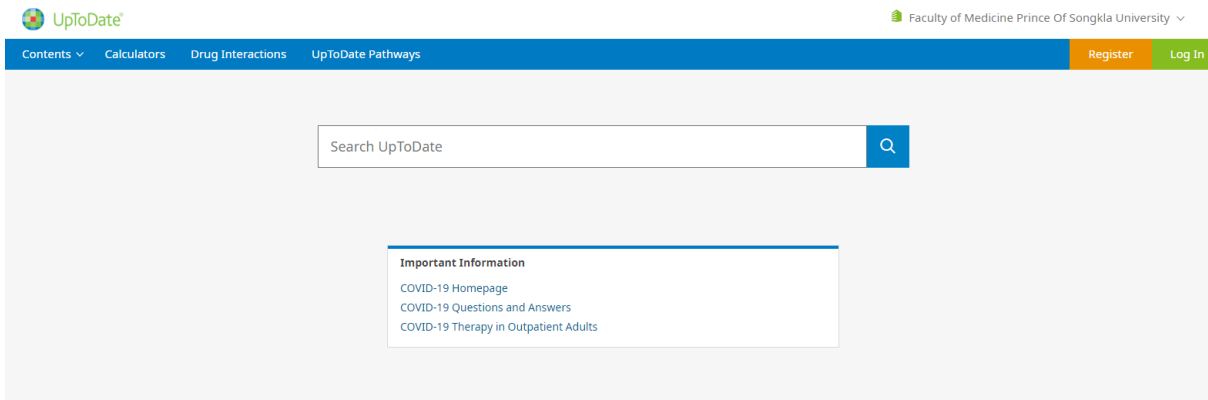 UpToDate®
Faculty of Medicine Prince Of Songkla University
Contents Calculators Drug Interactions UpToDate Pathways Register Log In
Search UpToDate
Important Information
COVID-19 Homepage
COVID-19 Questions and Answers
COVID-19 Therapy in Outpatient Adults